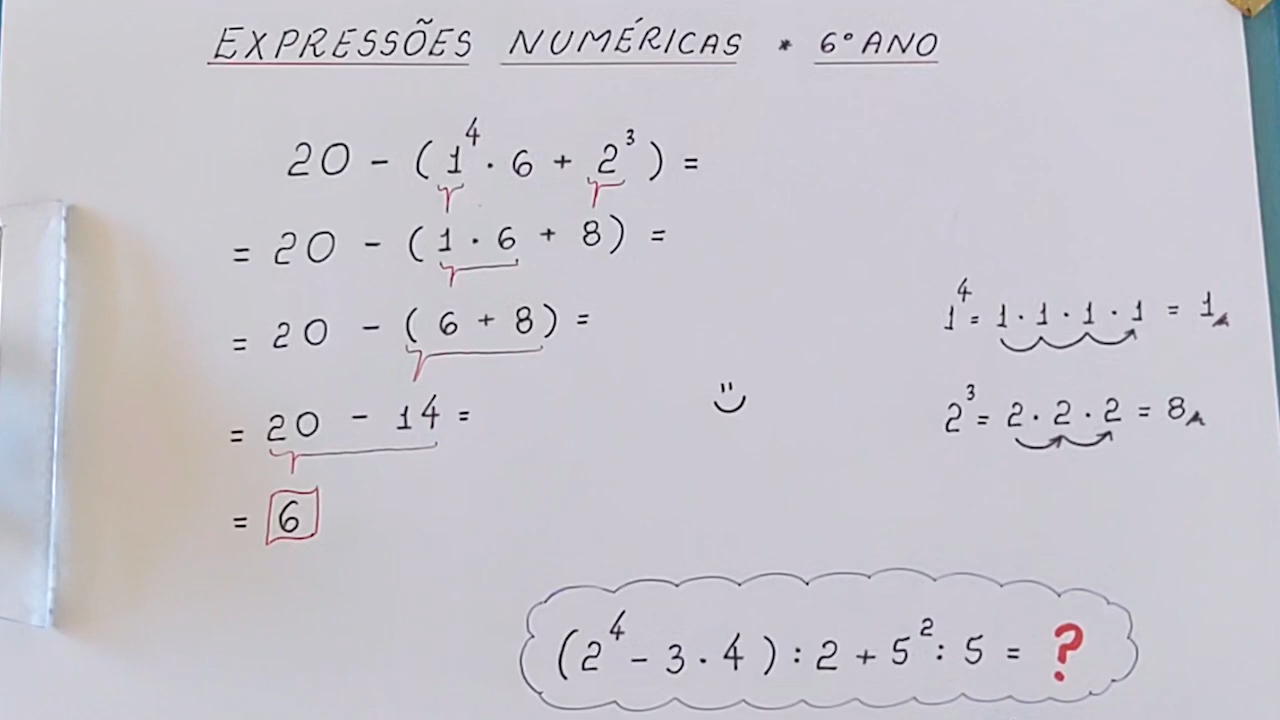 EXPRESSÕES NUMÉRICAS * 6º ANO
20 - (1⁴ · 6 + 2³) =
= 20 - (1 · 6 + 8) =
= 20 - (6 + 8) =
= 20 - 14 =
= 6
1⁴ = 1 · 1 · 1 · 1 = 1
2³ = 2 · 2 · 2 = 8
(2⁴ - 3 · 4) : 2 + 5² : 5 = ?